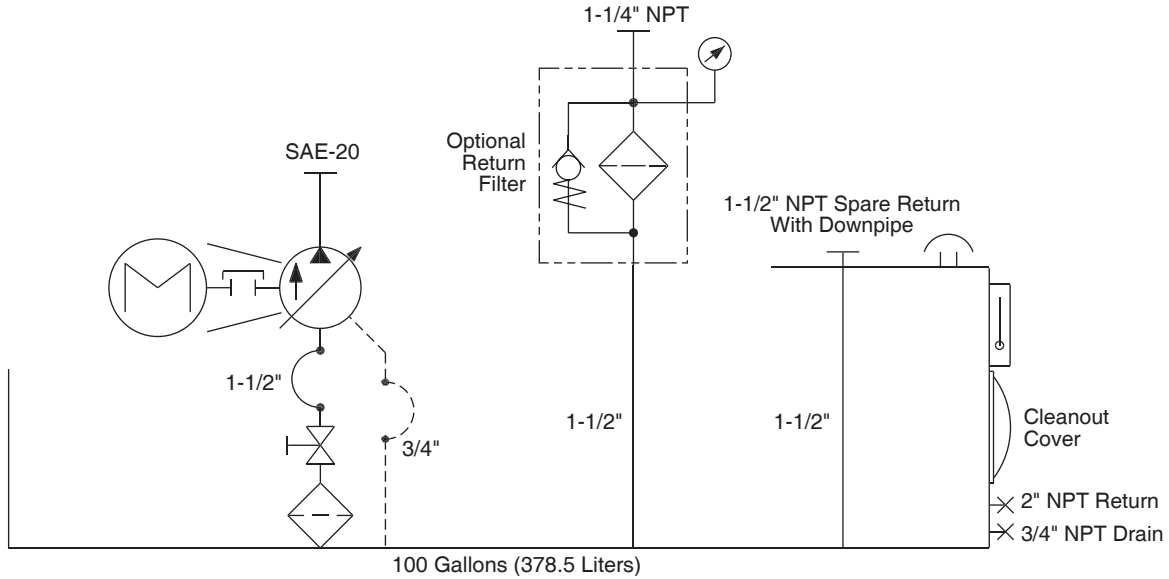 1-1/4" NPT
Optional
Return
Filter
SAE-20
1-1/2" NPT Spare Return
With Downpipe
1-1/2"
3/4"
1-1/2"
1-1/2"
Cleanout
Cover
2" NPT Return
3/4" NPT Drain
100 Gallons (378.5 Liters)